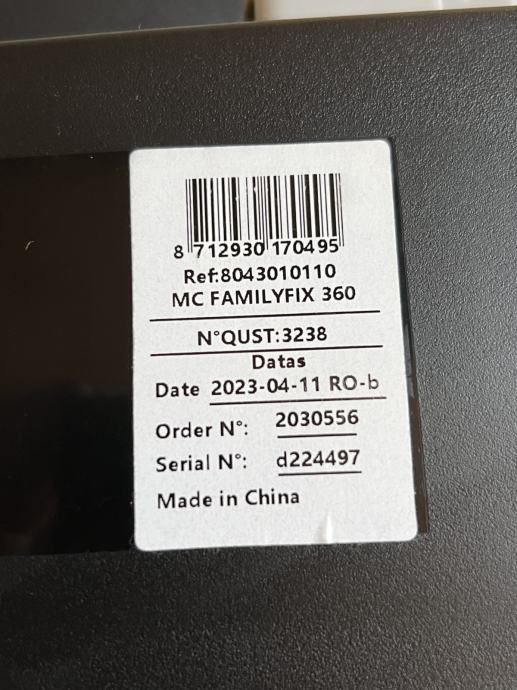 8 712930 170495
Ref:8043010110
MC FAMILYFIX 360
N°QUST:3238
Datas
Date 2023-04-11 RO-b
Order N°: 2030556
Serial N°: d224497
Made in China